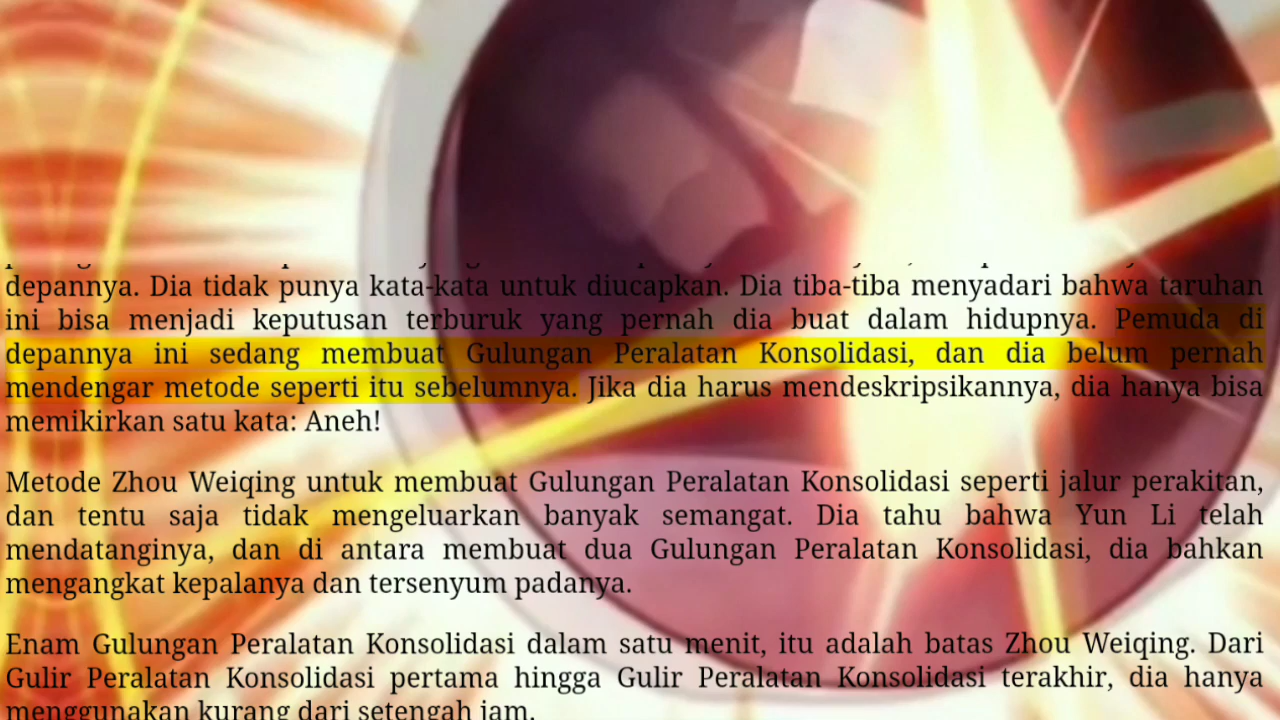 depannya. Dia tidak punya kata-kata untuk diucapkan. Dia tiba-tiba menyadari bahwa taruhan
ini bisa menjadi keputusan terburuk yang pernah dia buat dalam hidupnya. Pemuda di
depannya ini sedang membuat Gulungan Peralatan Konsolidasi, dan dia belum pernah
mendengar metode seperti itu sebelumnya. Jika dia harus mendeskripsikannya, dia hanya bisa
memikirkan satu kata: Aneh!
Metode Zhou Weiqing untuk membuat Gulungan Peralatan Konsolidasi seperti jalur perakitan,
dan tentu saja tidak mengeluarkan banyak semangat. Dia tahu bahwa Yun Li telah
mendatanginya, dan di antara membuat dua Gulungan Peralatan Konsolidasi, dia bahkan
mengangkat kepalanya dan tersenyum padanya.
Enam Gulungan Peralatan Konsolidasi dalam satu menit, itu adalah batas Zhou Weiqing. Dari
Gulir Peralatan Konsolidasi pertama hingga Gulir Peralatan Konsolidasi terakhir, dia hanya
menggunakan kurang dari setengah jam.